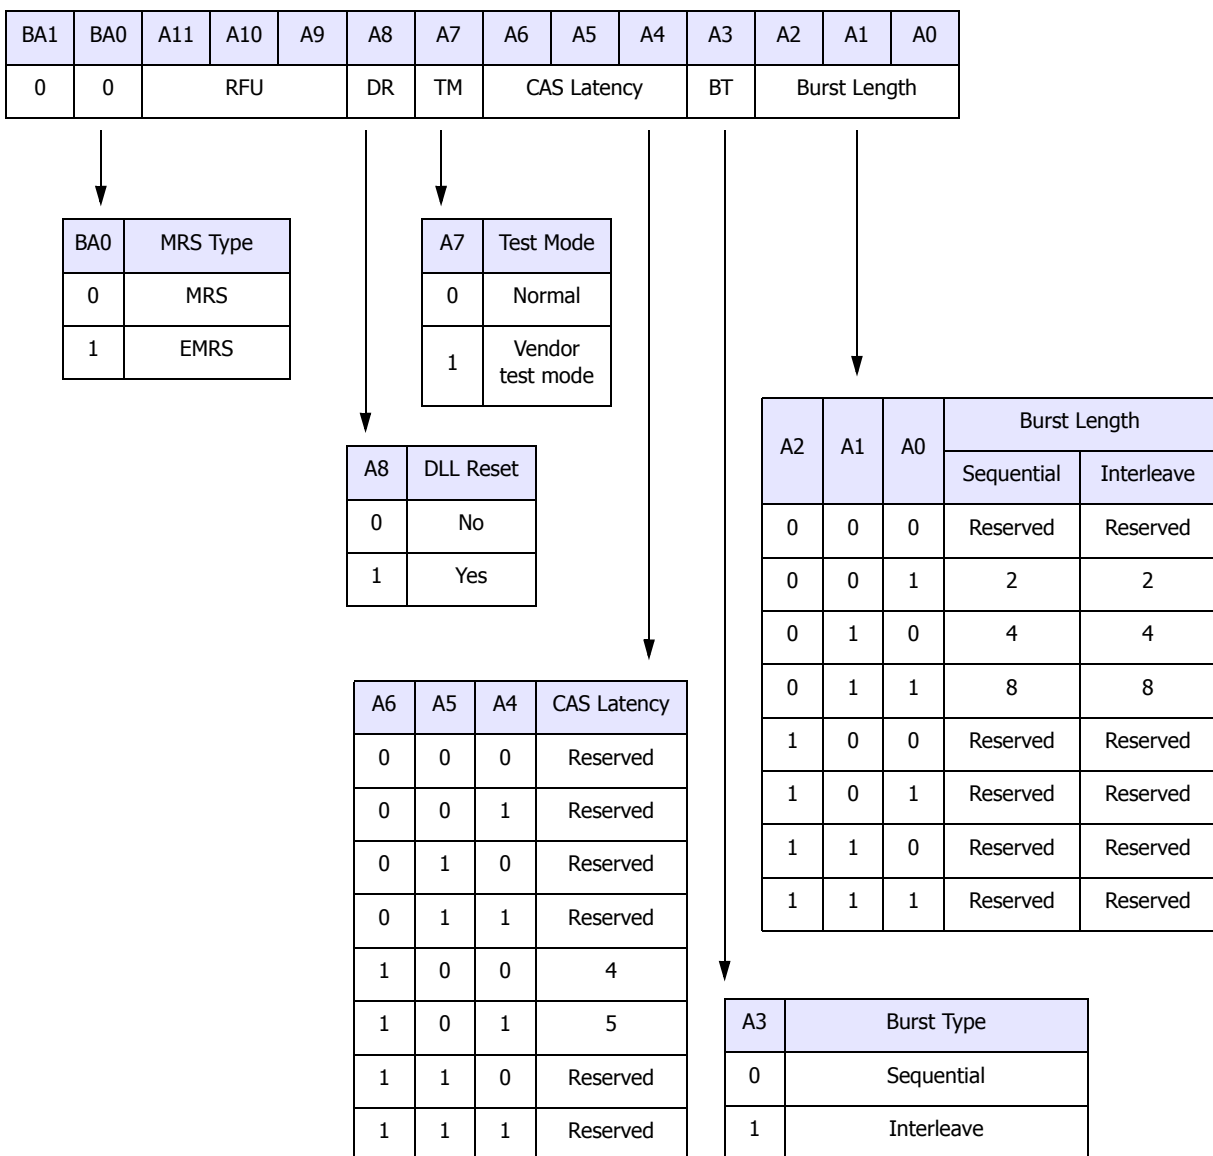 BA1 BA0 A11 A10 A9 A8 A7 A6 A5 A4 A3 A2 A1 A0
0 0 RFU DR TM CAS Latency BT Burst Length
BA0 MRS Type
0 MRS
1 EMRS
A7 Test Mode
0 Normal
1 Vendor
test mode
A8 DLL Reset
0 No
1 Yes
A2 A1 A0 Burst Length
Sequential Interleave
0 0 0 Reserved Reserved
0 0 1 2 2
0 1 0 4 4
0 1 1 8 8
1 0 0 Reserved Reserved
1 0 1 Reserved Reserved
1 1 0 Reserved Reserved
1 1 1 Reserved Reserved
A6 A5 A4 CAS Latency
0 0 0 Reserved
0 0 1 Reserved
0 1 0 Reserved
0 1 1 Reserved
1 0 0 4
1 0 1 5
1 1 0 Reserved
1 1 1 Reserved
A3 Burst Type
0 Sequential
1 Interleave